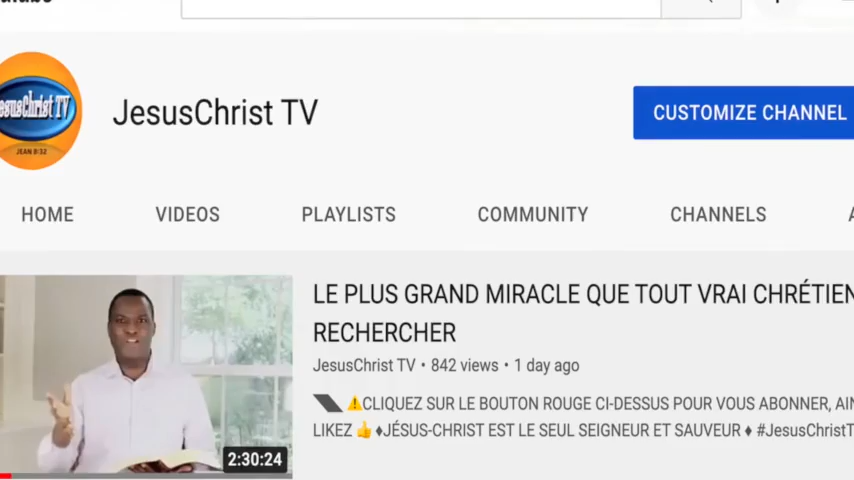 JesusChrist TV
JEAN 8:32
JesusChrist TV
CUSTOMIZE CHANNEL
HOME
VIDEOS
PLAYLISTS
COMMUNITY
CHANNELS
LE PLUS GRAND MIRACLE QUE TOUT VRAI CHRÉTIEN
RECHERCHER
JesusChrist TV • 842 views • 1 day ago
⚠️CLIQUEZ SUR LE BOUTON ROUGE CI-DESSUS POUR VOUS ABONNER, AIN
LIKEZ 👍 ♦JÉSUS-CHRIST EST LE SEUL SEIGNEUR ET SAUVEUR ♦ #JesusChristT
2:30:24